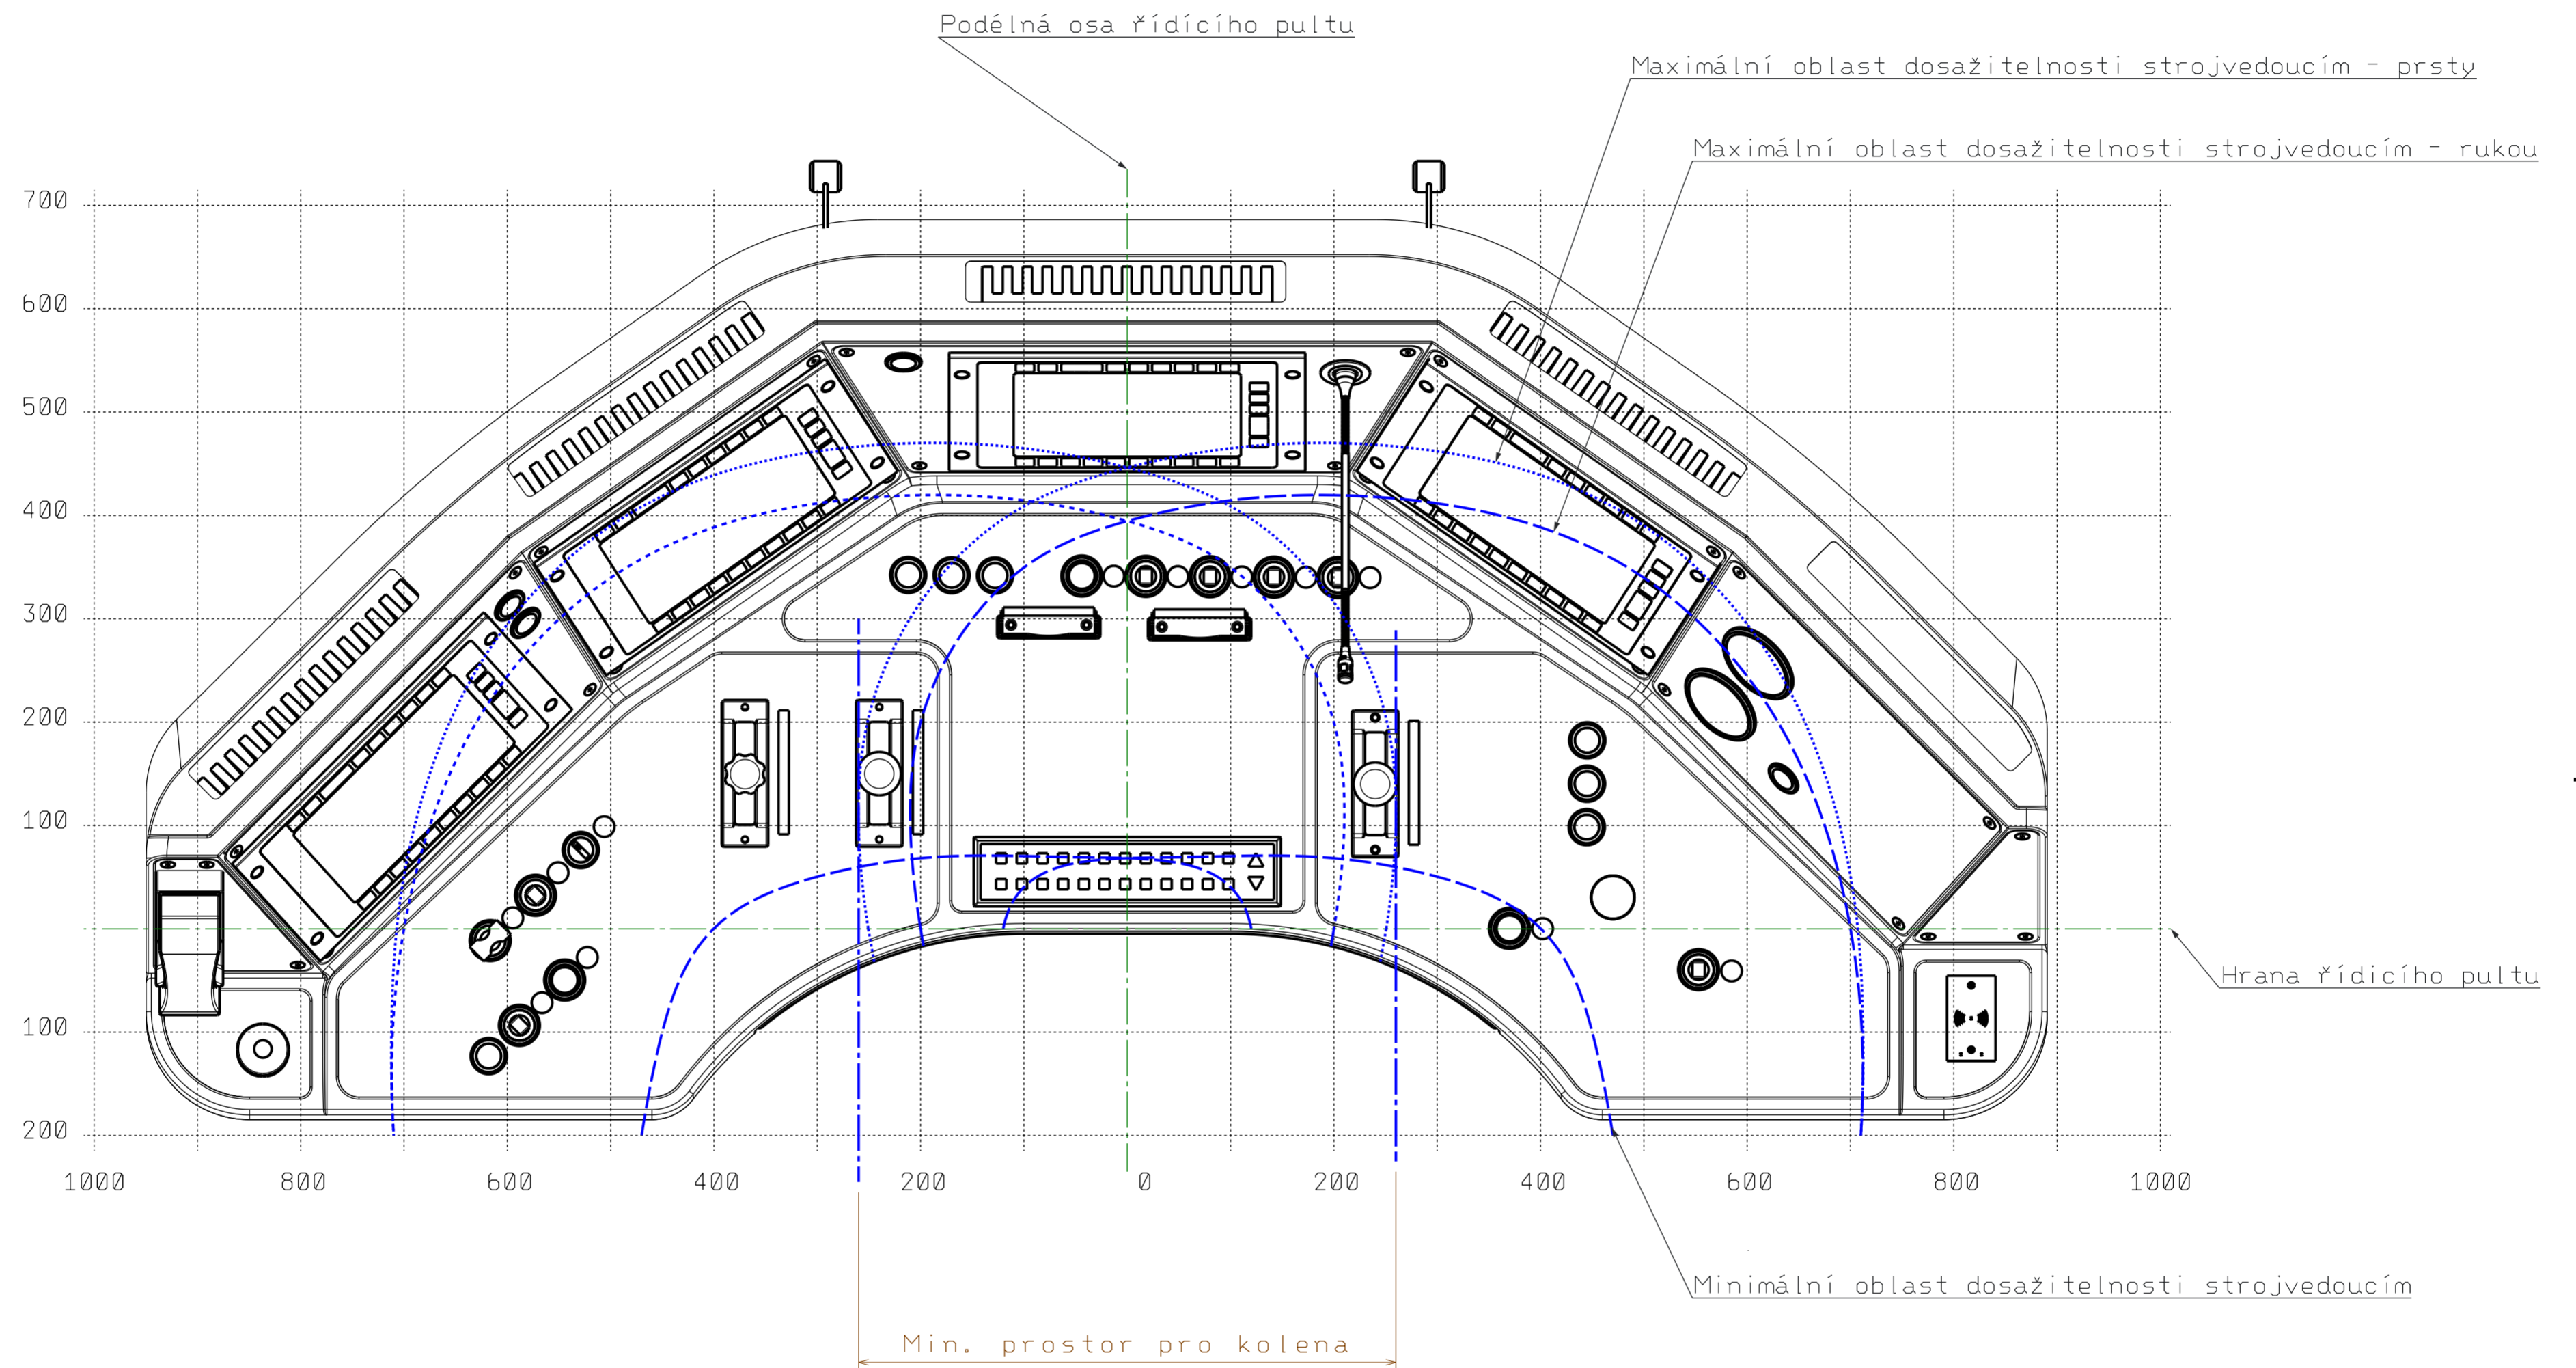 Podélná osa řídícího pultu
Maximální oblast dosažitelnosti strojvedoucím - prsty
Maximální oblast dosažitelnosti strojvedoucím - rukou
700
600
500
400
300
200
100
Hrana řídicího pultu
100
200
1000 800 600 400 200 0 200 400 600 800 1000
Minimální oblast dosažitelnosti strojvedoucím
Min. prostor pro kolena